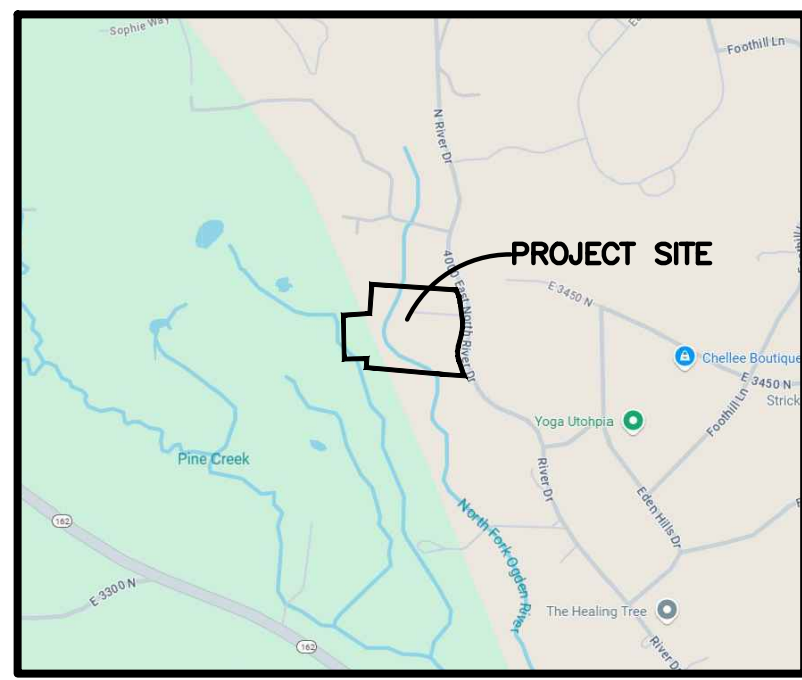 Sophie Way
Foothill Ln
N River Dr
PROJECT SITE
4000 East North River Dr
E 3450 N
Chellee Boutique
E 3450 N
Strick
Foothill Ln
Yoga Utohpia
Pine Creek
River Dr
Eden Hills Dr
162
North Fork Ogden River
E 3300 N
The Healing Tree
162
River Dr